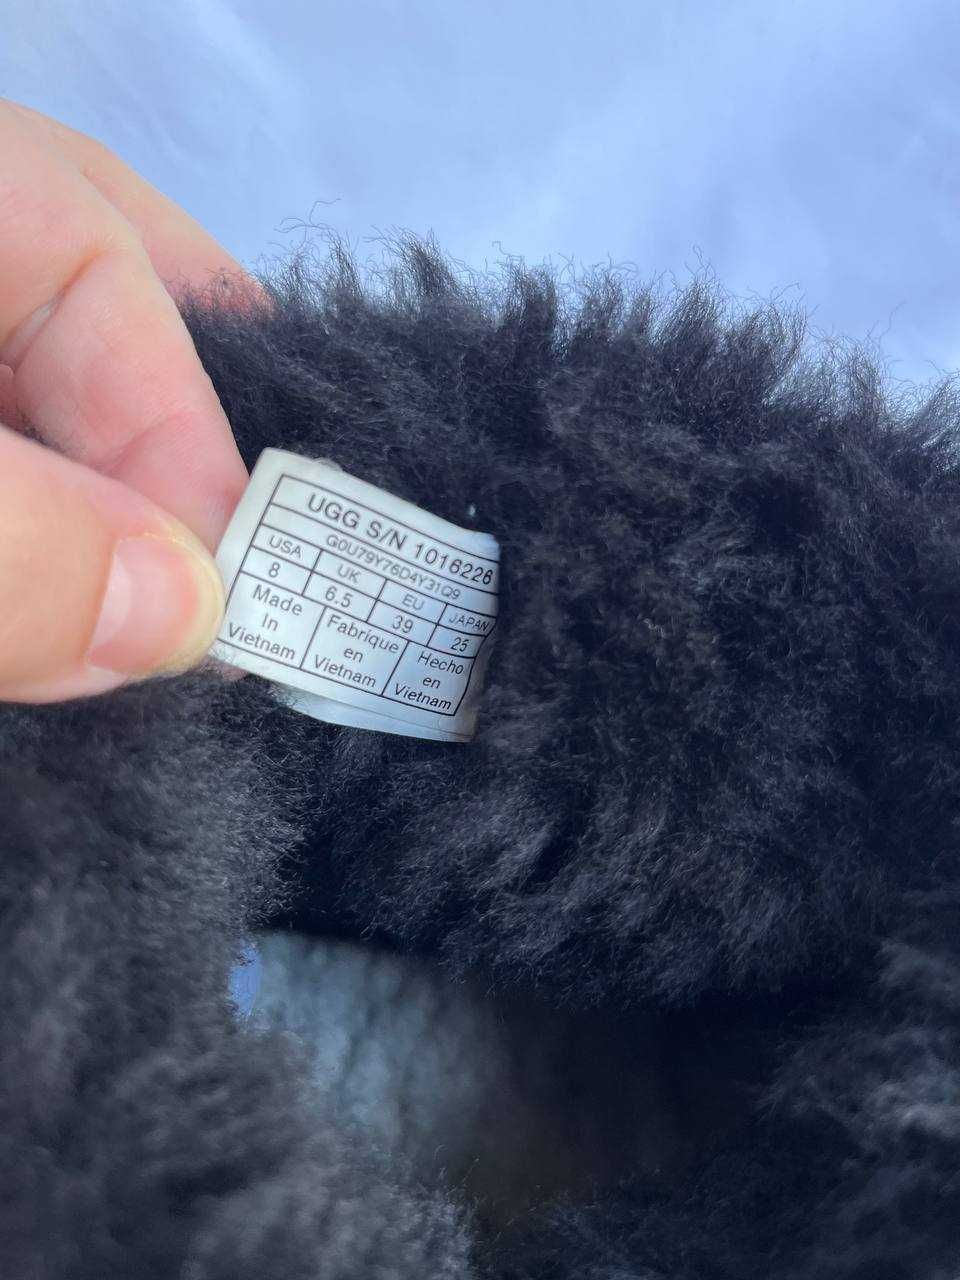 UGG S/N 1016226
G0U79Y76D4Y31Q9
USA UK EU JAPAN
8 6.5 39 25
Made In Vietnam
Fabrique en Vietnam
Hecho en Vietnam